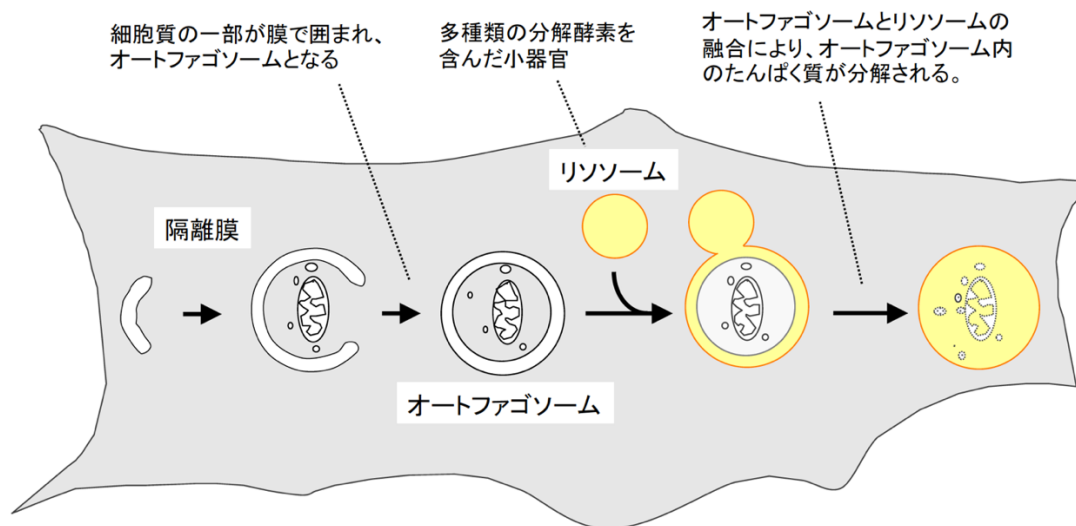 細胞質の一部が膜で囲まれ、
オートファゴソームとなる
多種類の分解酵素を
含んだ小器官
オートファゴソームとリソソームの
融合により、オートファゴソーム内
のたんぱく質が分解される。
リソソーム
隔離膜
オートファゴソーム